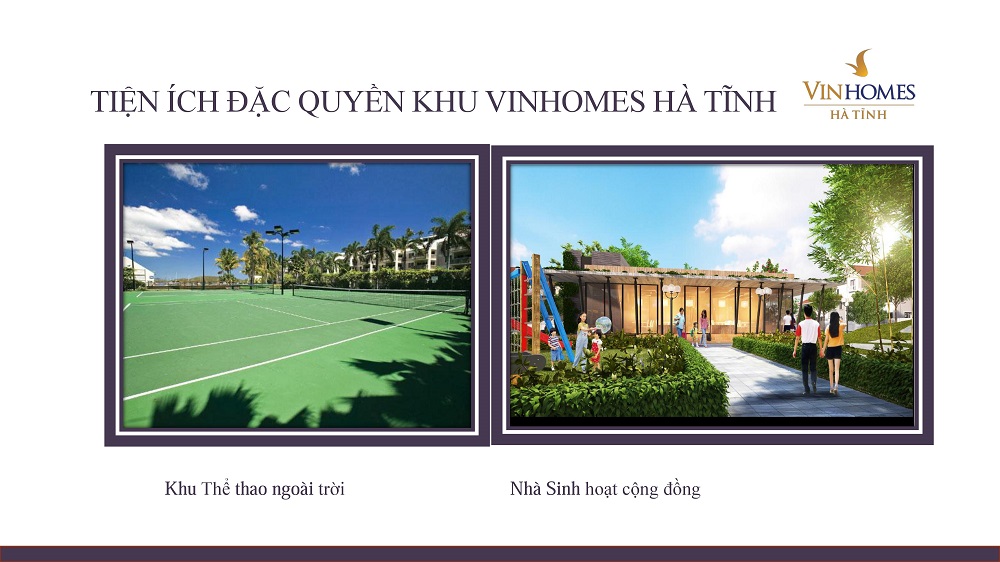 TIỆN ÍCH ĐẶC QUYỀN KHU VINHOMES HÀ TĨNH
VINHOMES
HÀ TĨNH
Khu Thể thao ngoài trời
Nhà Sinh hoạt cộng đồng